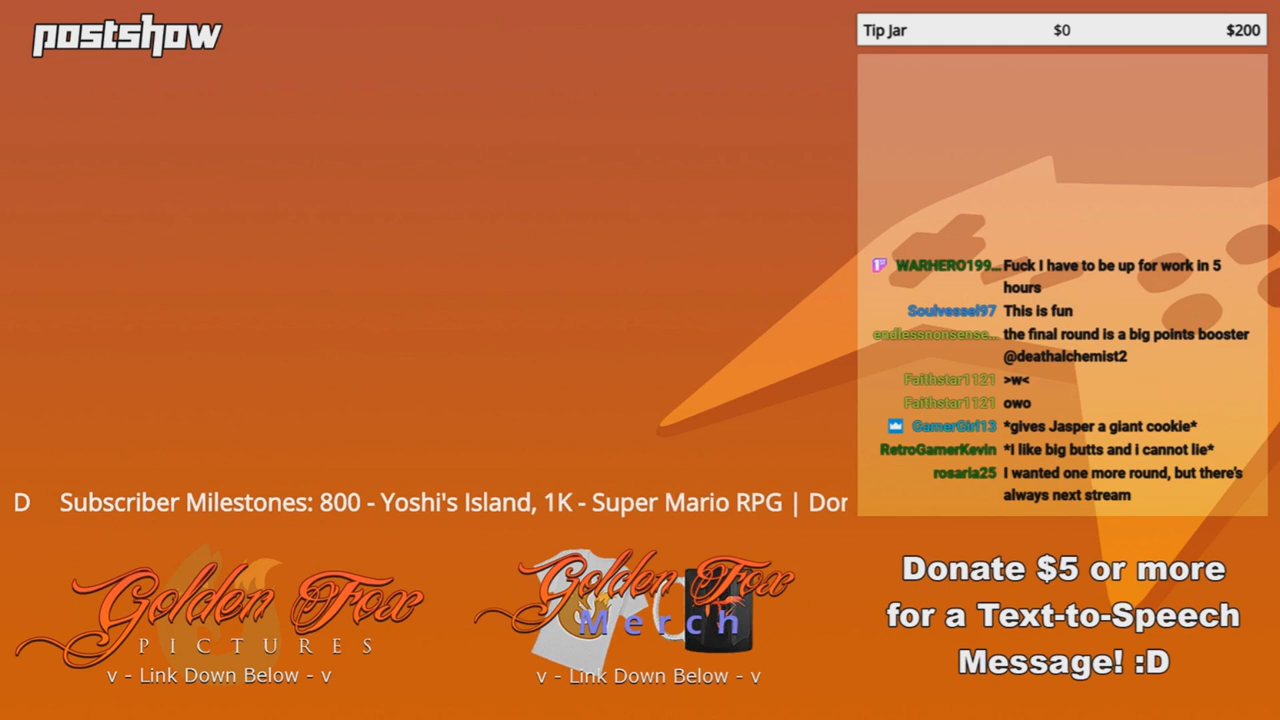 postshow
Tip Jar $0 $200
WARHERO199... Fuck I have to be up for work in 5
hours
Soulvessel97 This is fun
endlessnonsense... the final round is a big points booster
@deathalchemist2
Faithstar1121 >w<
Faithstar1121 owo
GamerGirl13 *gives Jasper a giant cookie*
RetroGamerKevin *I like big butts and i cannot lie*
rosaria25 I wanted one more round, but there's
always next stream
D Subscriber Milestones: 800 - Yoshi's Island, 1K - Super Mario RPG | Don
Golden Fox
PICTURES
v - Link Down Below - v
Golden Fox
Merch
v - Link Down Below - v
Donate $5 or more
for a Text-to-Speech
Message! :D